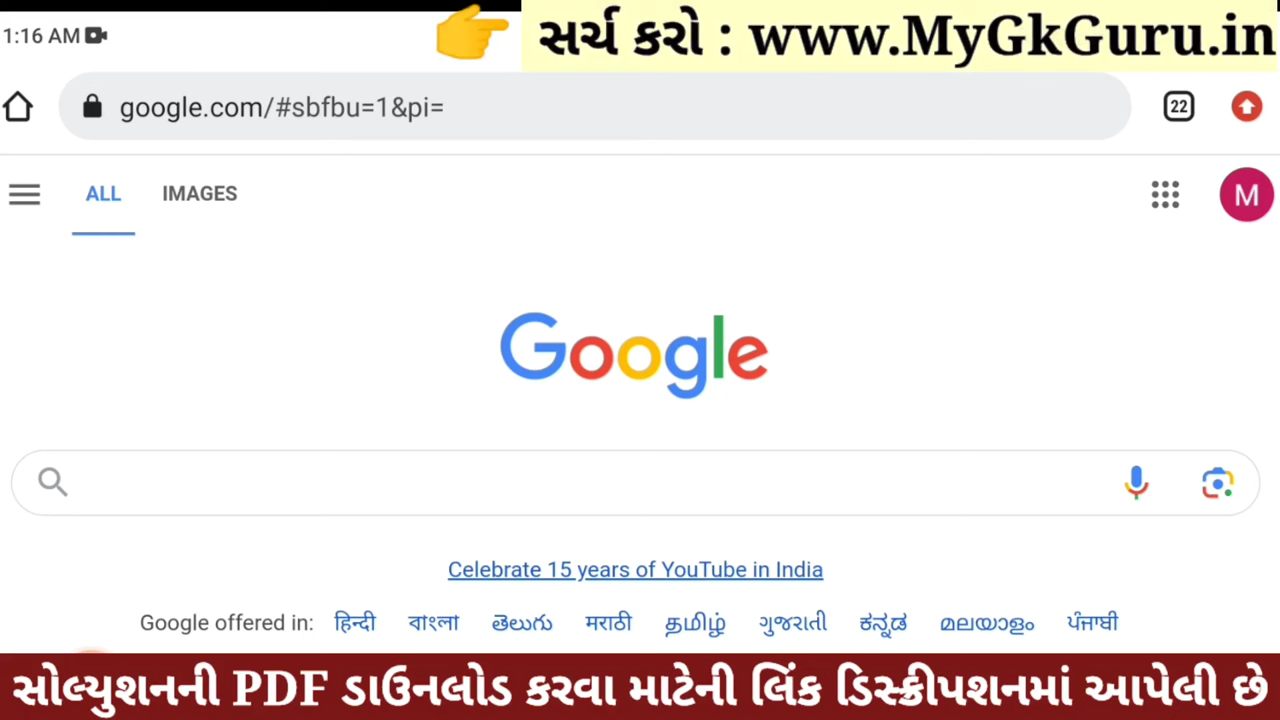 1:16 AM
👉 સર્ચ કરો : www.MyGkGuru.in
google.com/#sbfbu=1&pi=
22
ALL IMAGES
M
Google
Celebrate 15 years of YouTube in India
Google offered in: हिन्दी বাংলা తెలుగు मराठी தமிழ் ગુજરાતી ಕನ್ನಡ മലയാളം ਪੰਜਾਬੀ
સોલ્યુશનની PDF ડાઉનલોડ કરવા માટેની લિંક ડિસ્ક્રીપશનમાં આપેલી છે